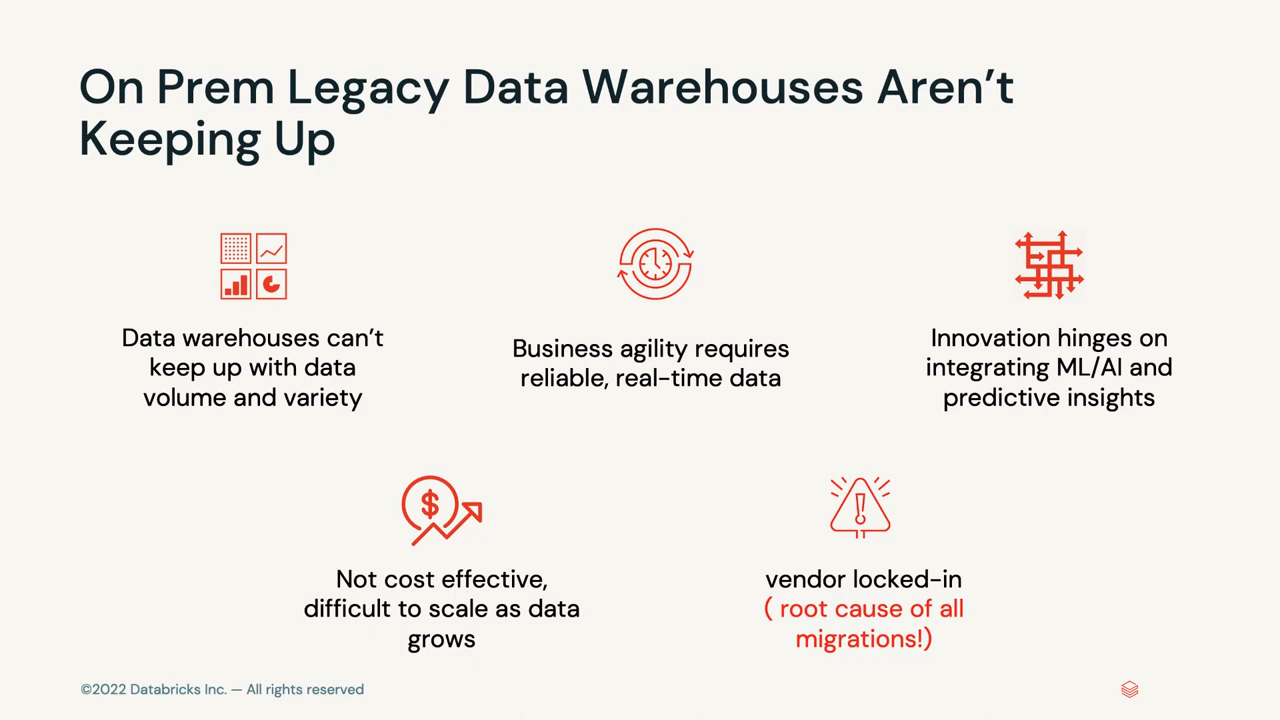 On Prem Legacy Data Warehouses Aren’t
Keeping Up
Data warehouses can’t
keep up with data
volume and variety
Business agility requires
reliable, real-time data
Innovation hinges on
integrating ML/AI and
predictive insights
Not cost effective,
difficult to scale as data
grows
vendor locked-in
( root cause of all
migrations!)
©2022 Databricks Inc. — All rights reserved